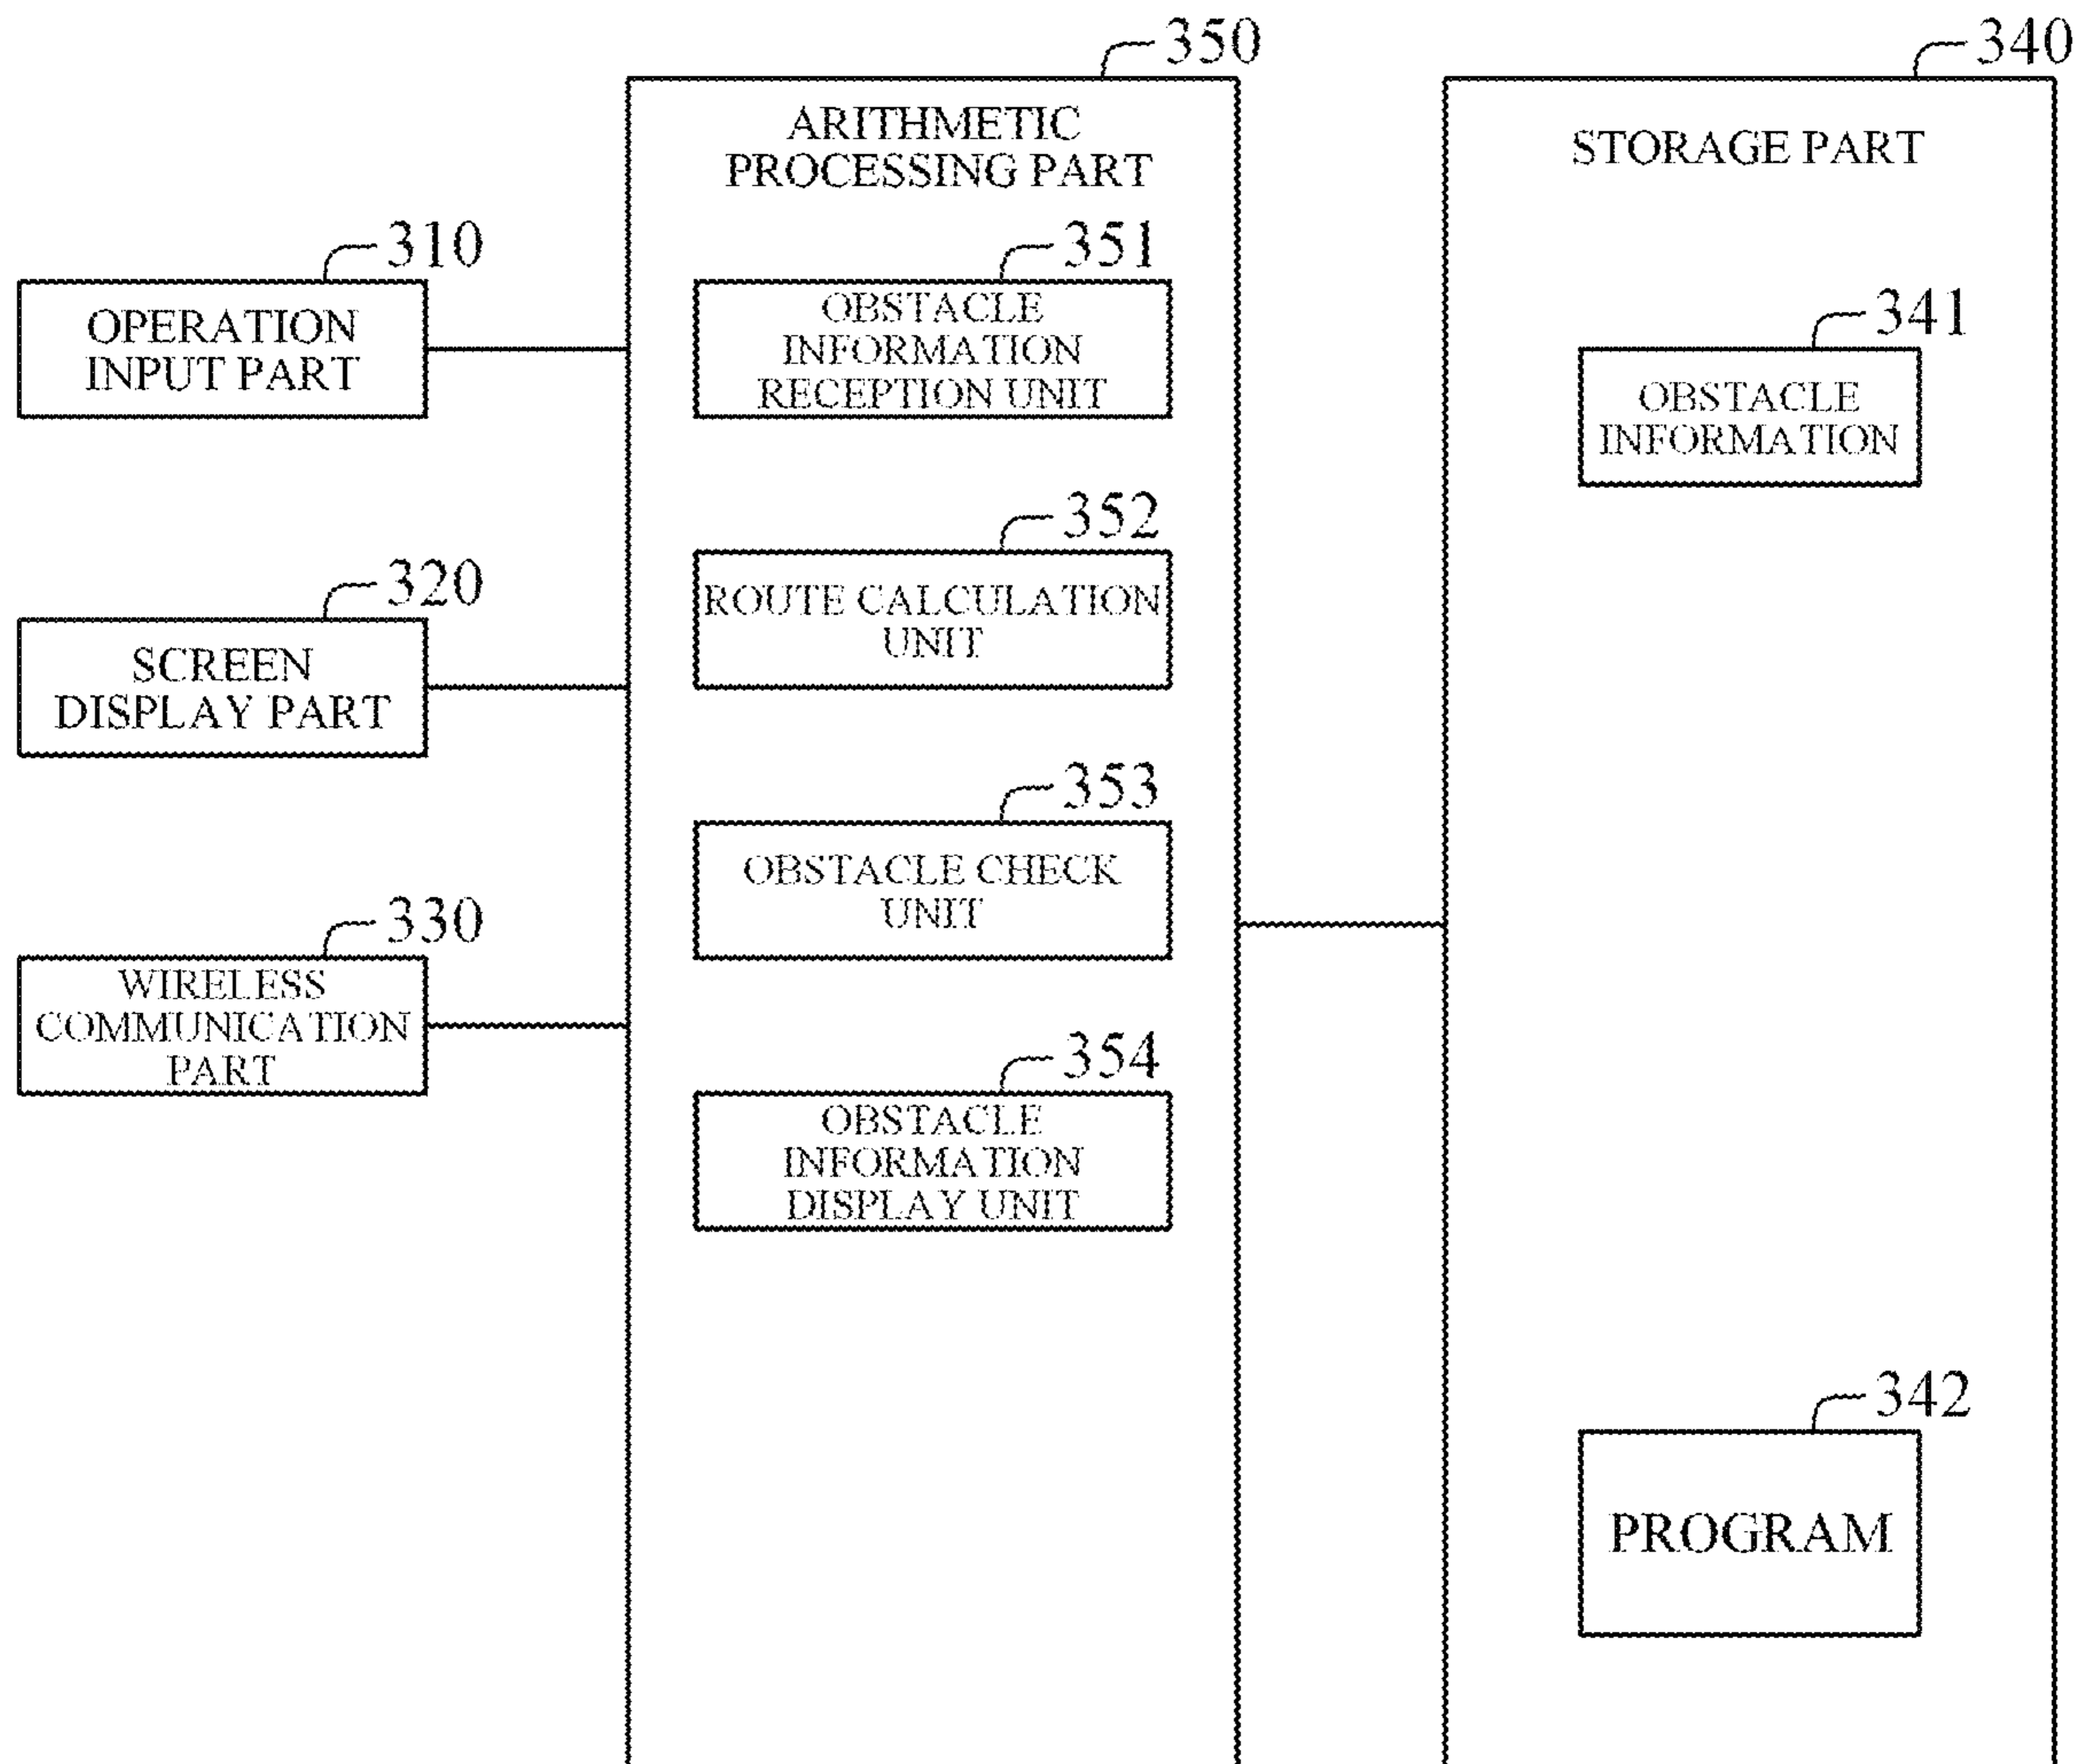 350
340
ARITHMETIC
PROCESSING PART
STORAGE PART
310
OPERATION
INPUT PART
351
OBSTACLE
INFORMATION
RECEPTION UNIT
341
OBSTACLE
INFORMATION
320
SCREEN
DISPLAY PART
352
ROUTE CALCULATION
UNIT
353
OBSTACLE CHECK
UNIT
330
WIRELESS
COMMUNICATION
PART
354
OBSTACLE
INFORMATION
DISPLAY UNIT
342
PROGRAM